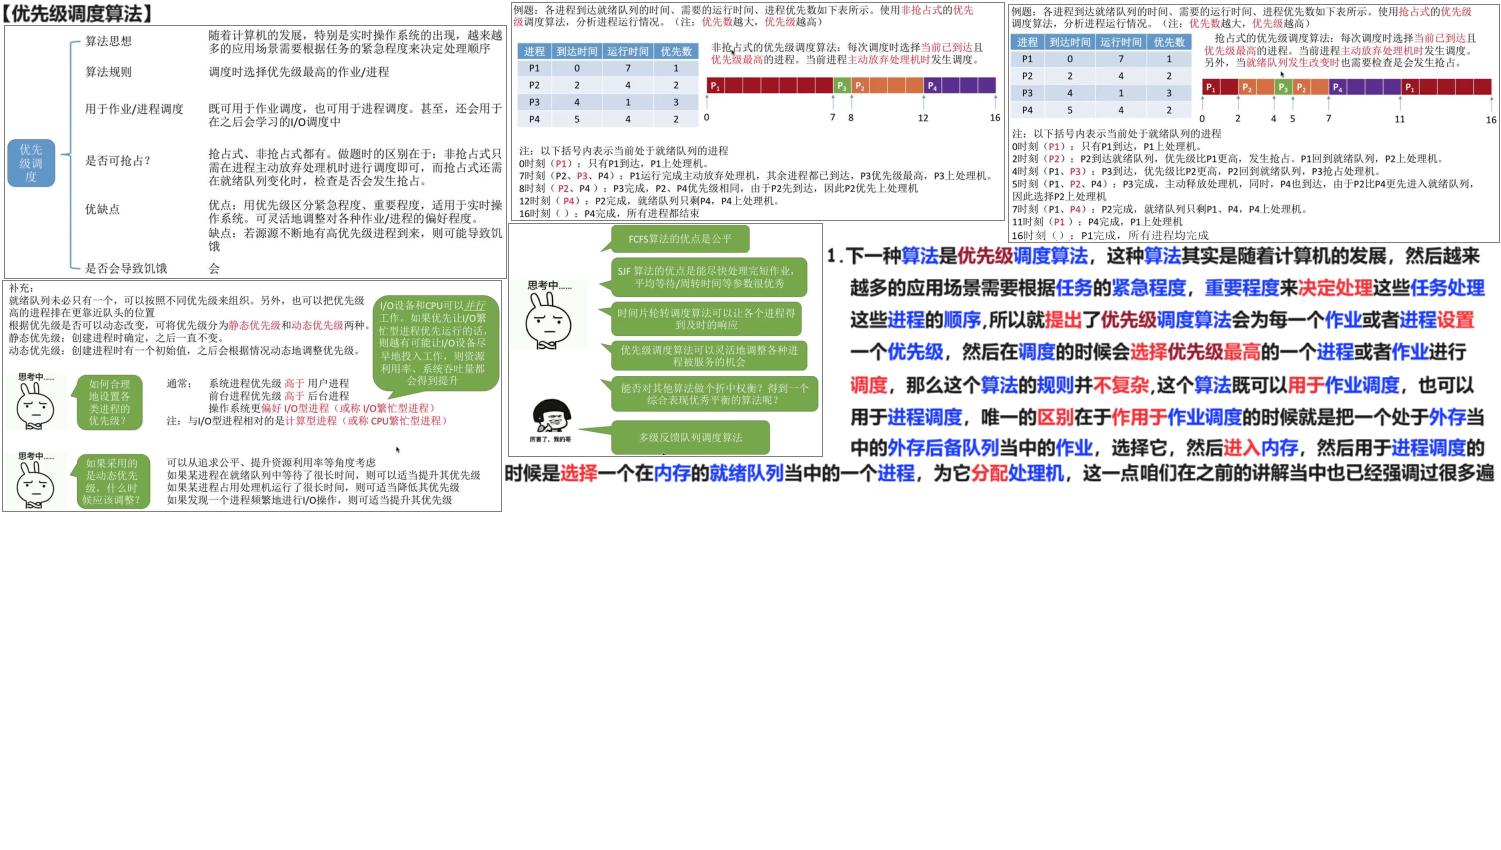 【优先级调度算法】
优先级调度
算法思想
随着计算机的发展，特别是实时操作系统的出现，越来越
多的应用场景需要根据任务的紧急程度来决定处理顺序
算法规则
调度时选择优先级最高的作业/进程
用于作业/进程调度
既可用于作业调度，也可用于进程调度。甚至，还会用于
在之后会学习的I/O调度中
是否可抢占？
抢占式、非抢占式都有。做题时的区别在于：非抢占式只
需在进程主动放弃处理机时进行调度即可，而抢占式还需
在就绪队列变化时，检查是否会发生抢占。
优缺点
优点：用优先级区分紧急程度、重要程度，适用于实时操
作系统。可灵活地调整对各种作业/进程的偏好程度。
缺点：若源源不断地有高优先级进程到来，则可能导致饥
饿
是否会导致饥饿
会
例题：各进程到达就绪队列的时间、需要的运行时间、进程优先数如下表所示。使用非抢占式的优先
级调度算法，分析进程运行情况。（注：优先数越大，优先级越高）
进程 到达时间 运行时间 优先数
P1 0 7 1
P2 2 4 2
P3 4 1 3
P4 5 4 2
非抢占式的优先级调度算法：每次调度时选择当前已到达且
优先级最高的进程。当前进程主动放弃处理机时发生调度。
P1 P3 P2 P4
0 7 8 12 16
注：以下括号内表示当前处于就绪队列的进程
0时刻（P1）：只有P1到达，P1上处理机。
7时刻（P2、P3、P4）：P1运行完成主动放弃处理机，其余进程都已到达，P3优先级最高，P3上处理机。
8时刻（P2、P4）：P3完成，P2、P4优先级相同，由于P2先到达，因此P2优先上处理机
12时刻（P4）：P2完成，就绪队列只剩P4，P4上处理机。
16时刻（ ）：P4完成，所有进程都结束
例题：各进程到达就绪队列的时间、需要的运行时间、进程优先数如下表所示。使用抢占式的优先级
调度算法，分析进程运行情况。（注：优先数越大，优先级越高）
进程 到达时间 运行时间 优先数
P1 0 7 1
P2 2 4 2
P3 4 1 3
P4 5 4 2
抢占式的优先级调度算法：每次调度时选择当前已到达且
优先级最高的进程。当前进程主动放弃处理机时发生调度。
另外，当就绪队列发生改变时也需要检查是会发生抢占。
P1 P2 P3 P2 P4 P1
0 2 4 5 7 11 16
注：以下括号内表示当前处于就绪队列的进程
0时刻（P1）：只有P1到达，P1上处理机。
2时刻（P2）：P2到达就绪队列，优先级比P1更高，发生抢占。P1回到就绪队列，P2上处理机。
4时刻（P1、P3）：P3到达，优先级比P2更高，P2回到就绪队列，P3抢占处理机。
5时刻（P1、P2、P4）：P3完成，主动释放处理机，同时，P4也到达，由于P2比P4更先进入就绪队列，
因此选择P2上处理机
7时刻（P1、P4）：P2完成，就绪队列只剩P1、P4，P4上处理机。
11时刻（P1 ）：P4完成，P1上处理机
16时刻（）：P1完成，所有进程均完成
补充：
就绪队列未必只有一个，可以按照不同优先级来组织。另外，也可以把优先级
高的进程排在更靠近队头的位置
根据优先级是否可以动态改变，可将优先级分为静态优先级和动态优先级两种。
静态优先级：创建进程时确定，之后一直不变。
动态优先级：创建进程时有一个初始值，之后会根据情况动态地调整优先级。
I/O设备和CPU可以并行
工作。如果优先让I/O繁
忙型进程优先运行的话，
则越有可能让I/O设备尽
早地投入工作，则资源
利用率、系统吞吐量都
会得到提升
思考中......
如何合理
地设置各
类进程的
优先级？
通常：
系统进程优先级 高于 用户进程
前台进程优先级 高于 后台进程
操作系统更偏好 I/O型进程（或称 I/O繁忙型进程）
注：与I/O型进程相对的是计算型进程（或称 CPU繁忙型进程）
思考中......
如果采用的
是动态优先
级，什么时
候应该调整？
可以从追求公平、提升资源利用率等角度考虑
如果某进程在就绪队列中等待了很长时间，则可以适当提升其优先级
如果某进程占用处理机运行了很长时间，则可适当降低其优先级
如果发现一个进程频繁地进行I/O操作，则可适当提升其优先级
FCFS算法的优点是公平
思考中......
SJF 算法的优点是能尽快处理完短作业，
平均等待/周转时间等参数很优秀
时间片轮转调度算法可以让各个进程得
到及时的响应
优先级调度算法可以灵活地调整各种进
程被服务的机会
能否对其他算法做个折中权衡？得到一个
综合表现优秀平衡的算法呢？
厉害了，我的哥
多级反馈队列调度算法
1.下一种算法是优先级调度算法，这种算法其实是随着计算机的发展，然后越来
越多的应用场景需要根据任务的紧急程度，重要程度来决定处理这些任务处理
这些进程的顺序,所以就提出了优先级调度算法会为每一个作业或者进程设置
一个优先级，然后在调度的时候会选择优先级最高的一个进程或者作业进行
调度，那么这个算法的规则并不复杂,这个算法既可以用于作业调度，也可以
用于进程调度，唯一的区别在于作用于作业调度的时候就是把一个处于外存当
中的外存后备队列当中的作业，选择它，然后进入内存，然后用于进程调度的
时候是选择一个在内存的就绪队列当中的一个进程，为它分配处理机，这一点咱们在之前的讲解当中也已经强调过很多遍